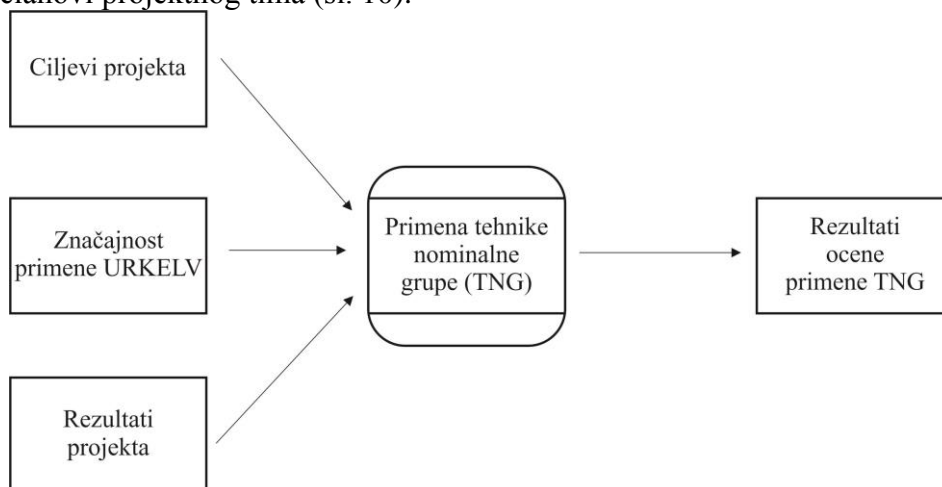 članovi projektnog tima (sl. 10).
Ciljevi projekta
Značajnost
primene URKELV
Rezultati
projekta
Primena tehnike
nominalne
grupe (TNG)
Rezultati
ocene
primene TNG